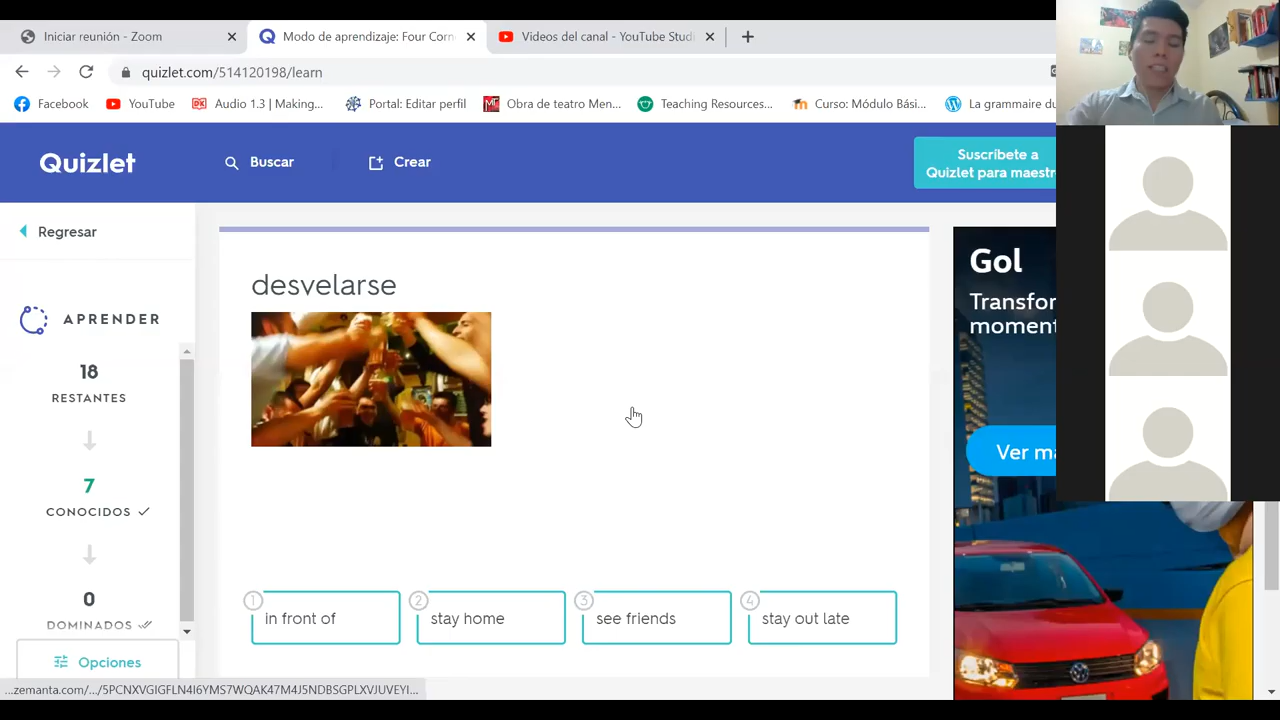 Iniciar reunión - Zoom
Modo de aprendizaje: Four Corn
Videos del canal - YouTube Studi
quizlet.com/514120198/learn
Facebook
YouTube
Audio 1.3 | Making...
Portal: Editar perfil
Obra de teatro Men...
Teaching Resources...
Curso: Módulo Bási...
La grammaire du
Quizlet
Buscar
Crear
Suscríbete a
Quizlet para maestr
Regresar
APRENDER
18
RESTANTES
7
CONOCIDOS
0
DOMINADOS
Opciones
desvelarse
1 in front of
2 stay home
3 see friends
4 stay out late
Gol
Transfor
moment
Ver m